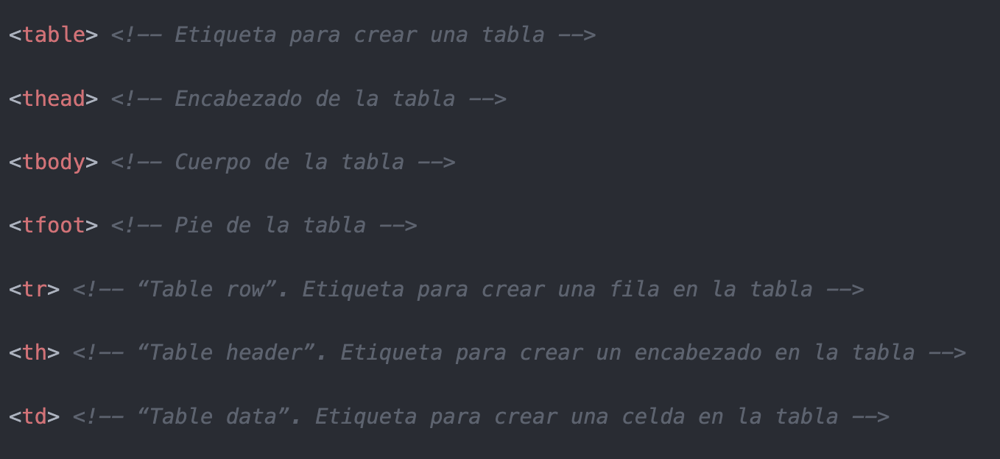 <table> <!-- Etiqueta para crear una tabla -->
<thead> <!-- Encabezado de la tabla -->
<tbody> <!-- Cuerpo de la tabla -->
<tfoot> <!-- Pie de la tabla -->
<tr> <!-- “Table row”. Etiqueta para crear una fila en la tabla -->
<th> <!-- “Table header”. Etiqueta para crear un encabezado en la tabla -->
<td> <!-- “Table data”. Etiqueta para crear una celda en la tabla -->